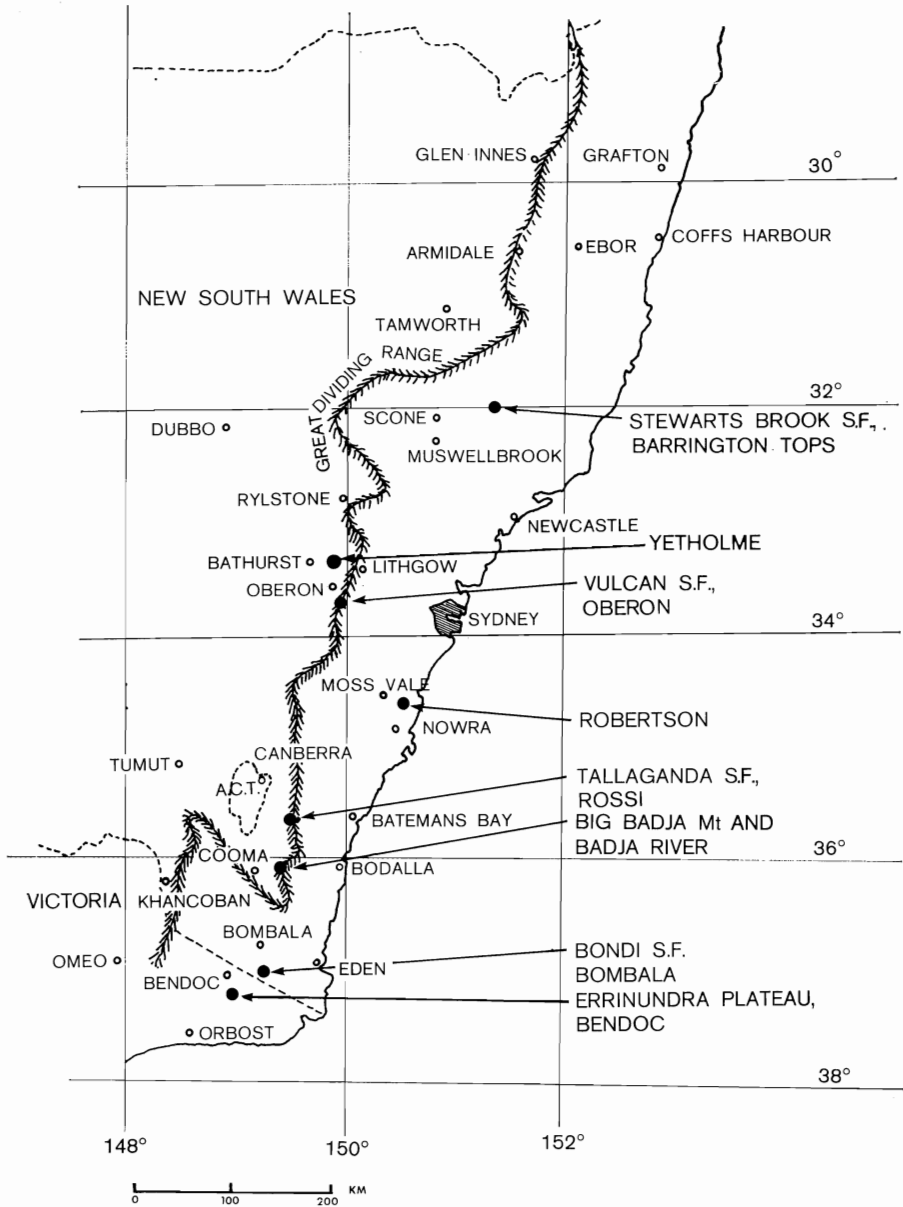 GLEN INNES
GRAFTON
30°
ARMIDALE
EBOR
COFFS HARBOUR
NEW SOUTH WALES
TAMWORTH
GREAT DIVIDING RANGE
32°
SCONE
STEWARTS BROOK S.F.,
BARRINGTON TOPS
DUBBO
MUSWELLBROOK
RYLSTONE
NEWCASTLE
YETHOLME
BATHURST
LITHGOW
OBERON
VULCAN S.F.,
OBERON
SYDNEY
34°
MOSS VALE
ROBERTSON
NOWRA
CANBERRA
TUMUT
A.C.T.
TALLAGANDA S.F.,
ROSSI
BATEMANS BAY
BIG BADJA Mt AND
BADJA RIVER
36°
COOMA
BODALLA
VICTORIA
KHANCOBAN
BOMBALA
BONDI S.F.
BOMBALA
OMEO
EDEN
BENDOC
ERRINUNDRA PLATEAU,
BENDOC
ORBOST
38°
148°
150°
152°
KM
0 100 200